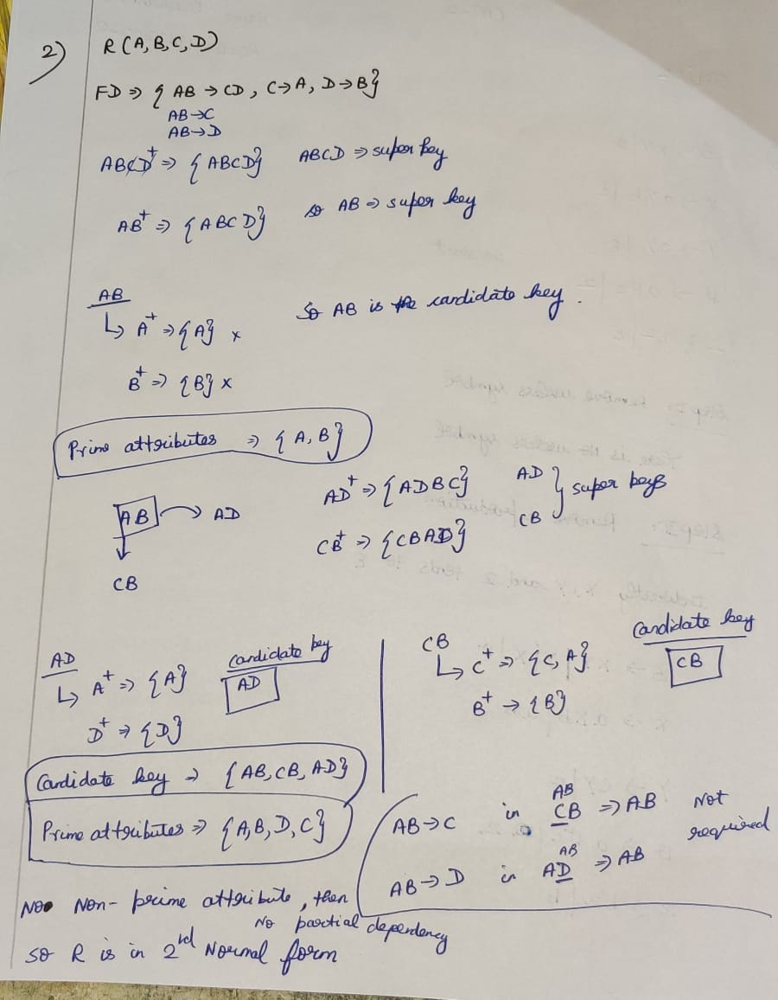 2) R(A,B,C,D)
FD ⇒ { AB → CD, C→A, D→B}
AB→C
AB→D
ABCD⁺ ⇒ {ABCD} ABCD ⇒ super key
AB⁺ ⇒ {ABCD} so AB ⇒ super key
AB
↳ A⁺ ⇒ {A} × So AB is the candidate key.
B⁺ ⇒ {B} ×
Prime attributes ⇒ {A, B}
AB → AD
↓
CB
AD⁺ ⇒ {ADBC}
CB⁺ ⇒ {CBAD}
AD
CB } super keys
AD
↳ A⁺ ⇒ {A}
D⁺ ⇒ {D}
Candidate key
AD
CB
↳ C⁺ ⇒ {C, A}
B⁺ → {B}
Candidate key
CB
Candidate key → {AB, CB, AD}
Prime attributes ⇒ {A,B, D, C}
AB
AB→C in CB ⇒ AB Not required
AB
AB→D in AD ⇒ AB
No Non-prime attribute, then
No partial dependency
so R is in 2nd Normal form